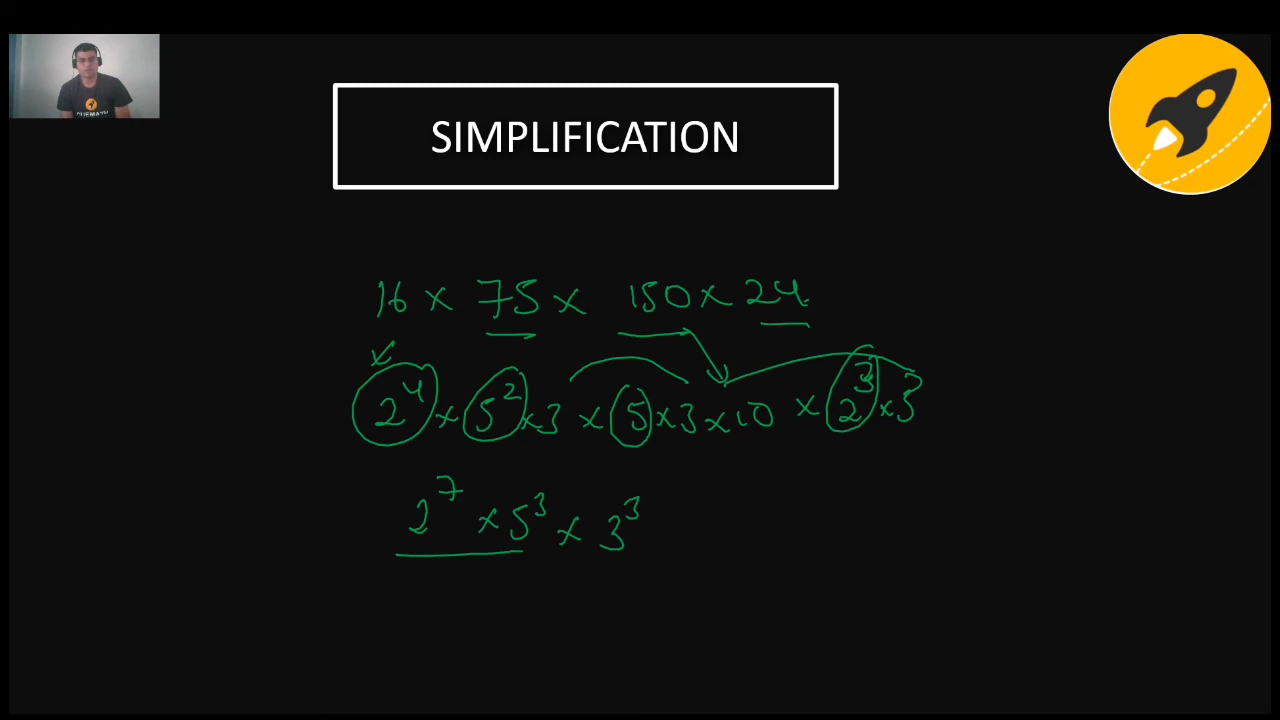 SIMPLIFICATION
16 × 75 × 150 × 24
2⁴ × 5² × 3 × 5 × 3 × 10 × 2³ × 3
2⁷ × 5³ × 3³